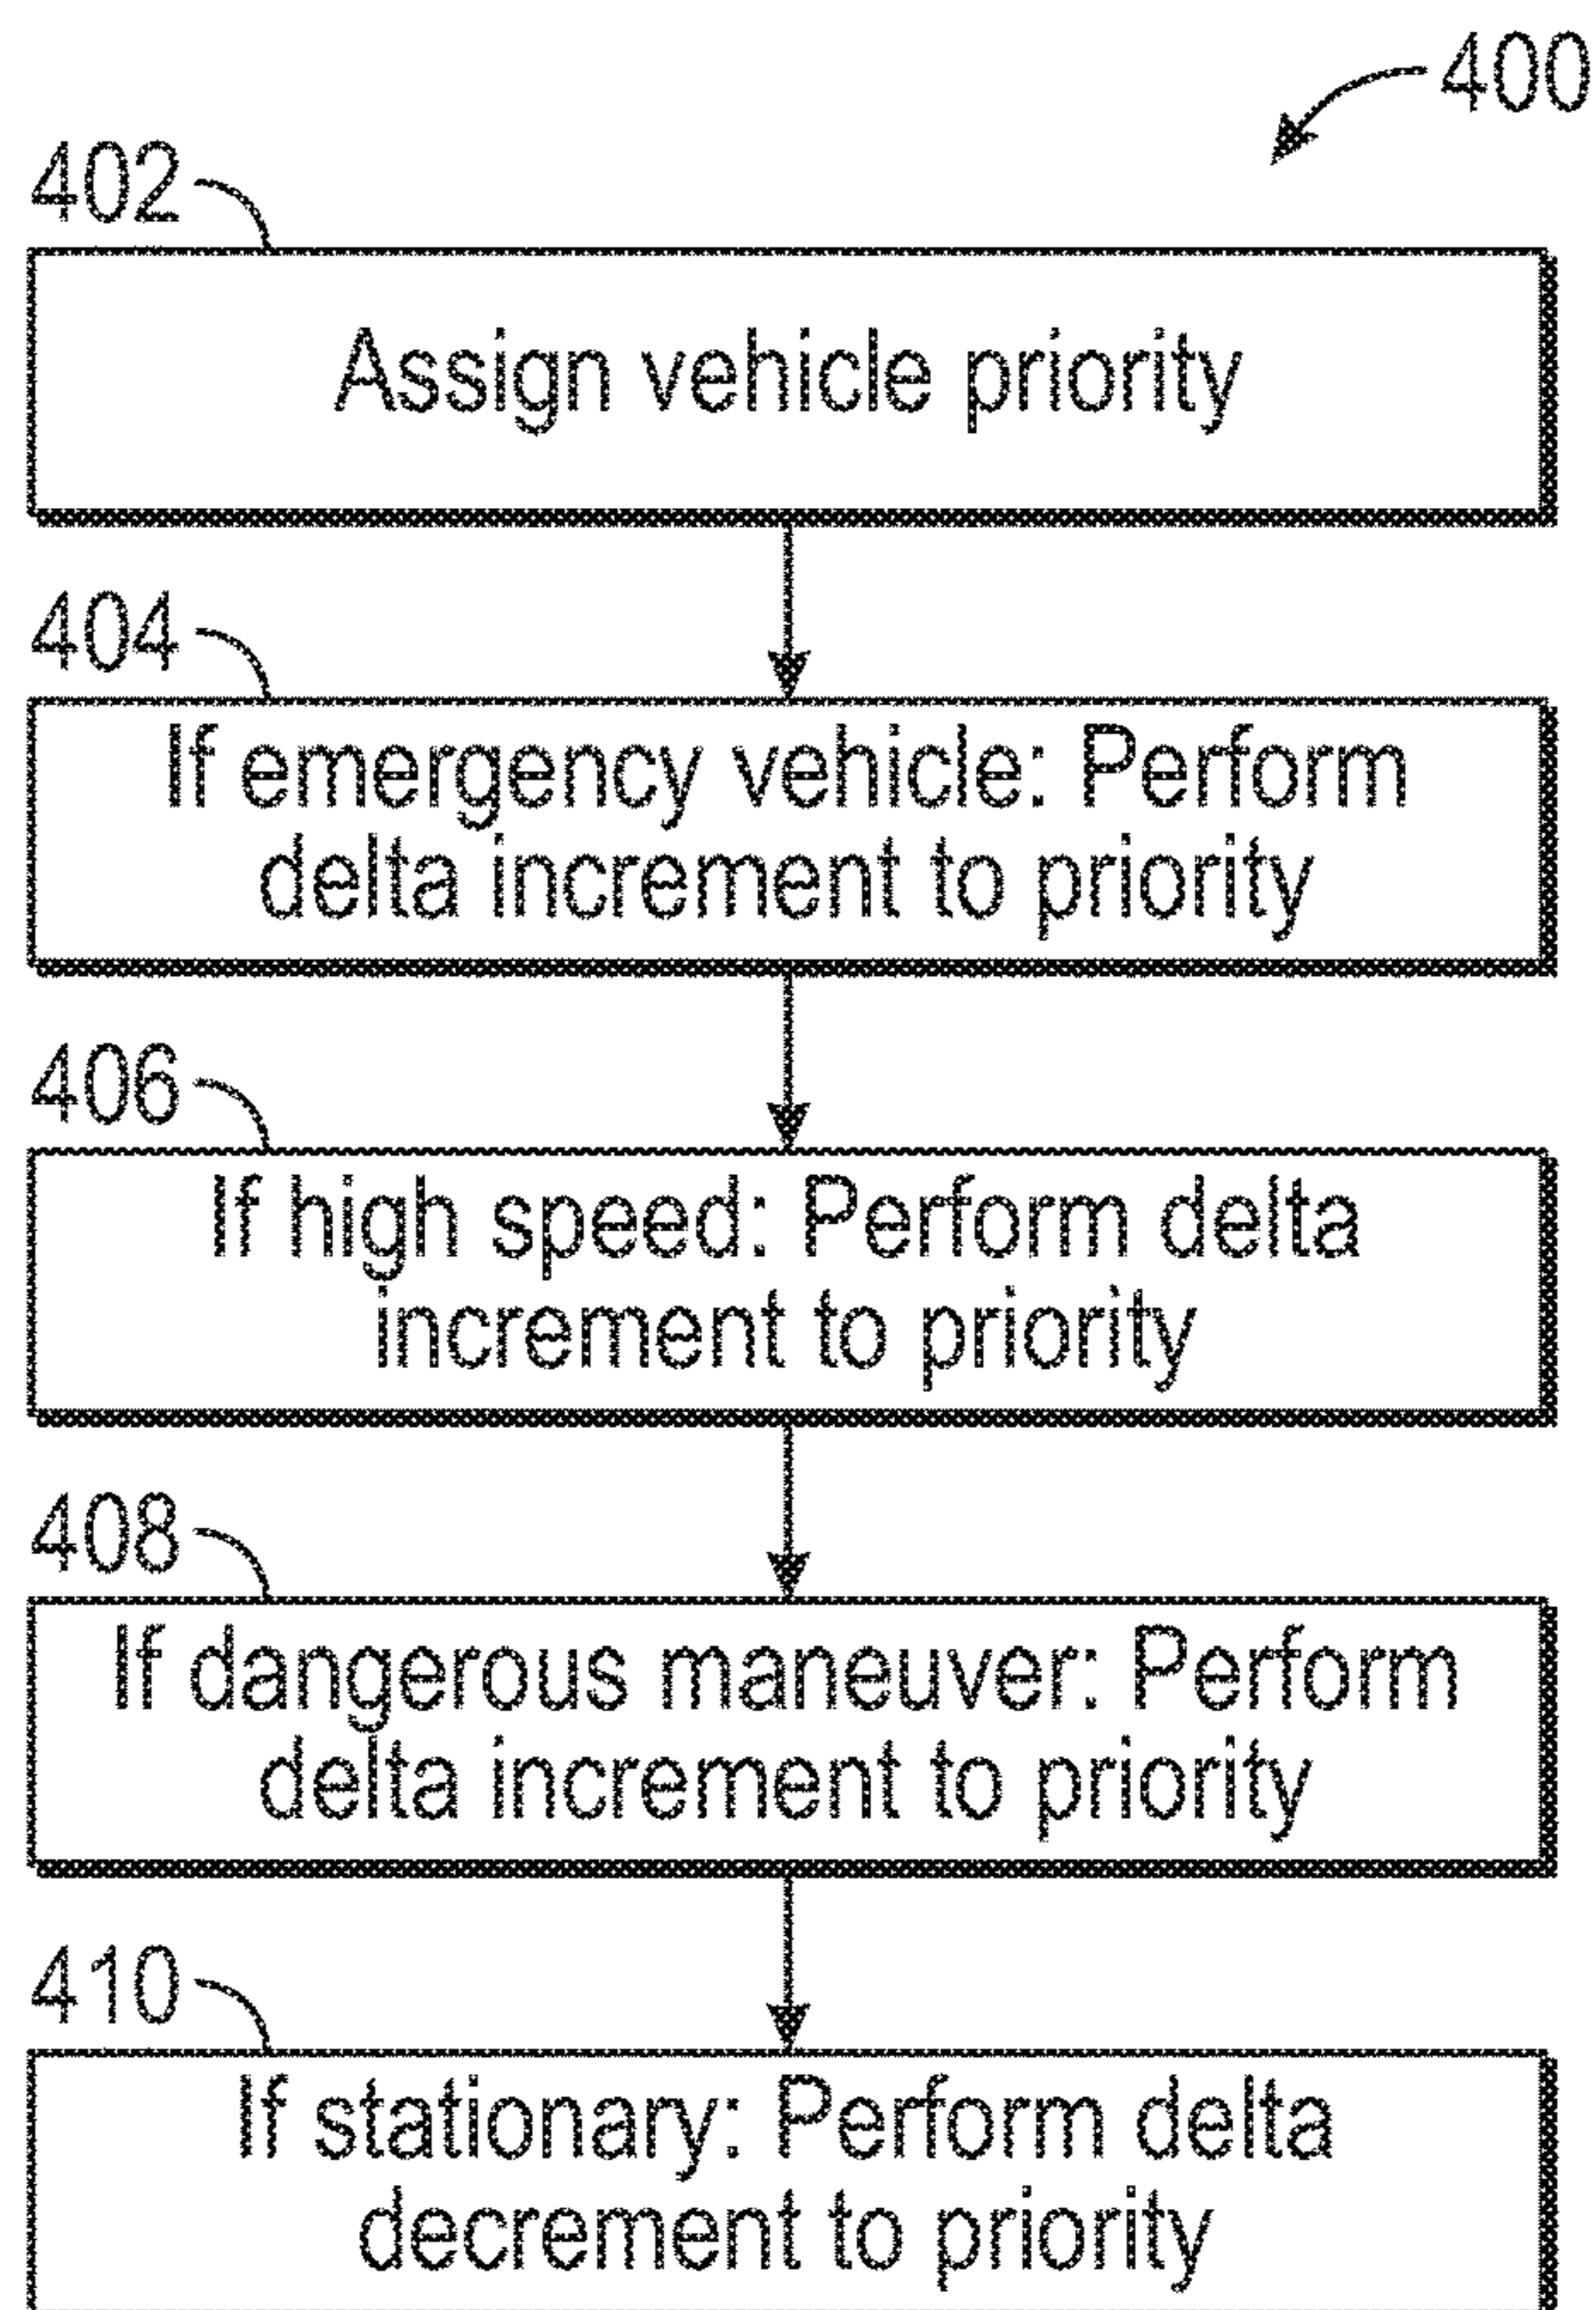 400
402
Assign vehicle priority
404
If emergency vehicle: Perform
delta increment to priority
406
If high speed: Perform delta
increment to priority
408
If dangerous maneuver: Perform
delta increment to priority
410
If stationary: Perform delta
decrement to priority